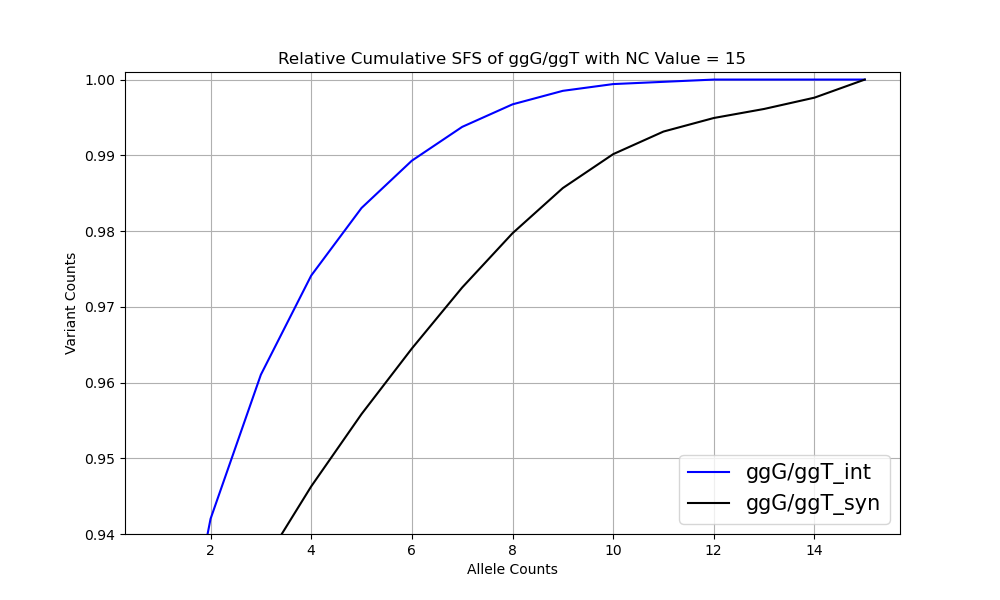 Relative Cumulative SFS of ggG/ggT with NC Value = 15
1.00
0.99
0.98
0.97
0.96
0.95
0.94
Variant Counts
2 4 6 8 10 12 14
Allele Counts
ggG/ggT_int
ggG/ggT_syn